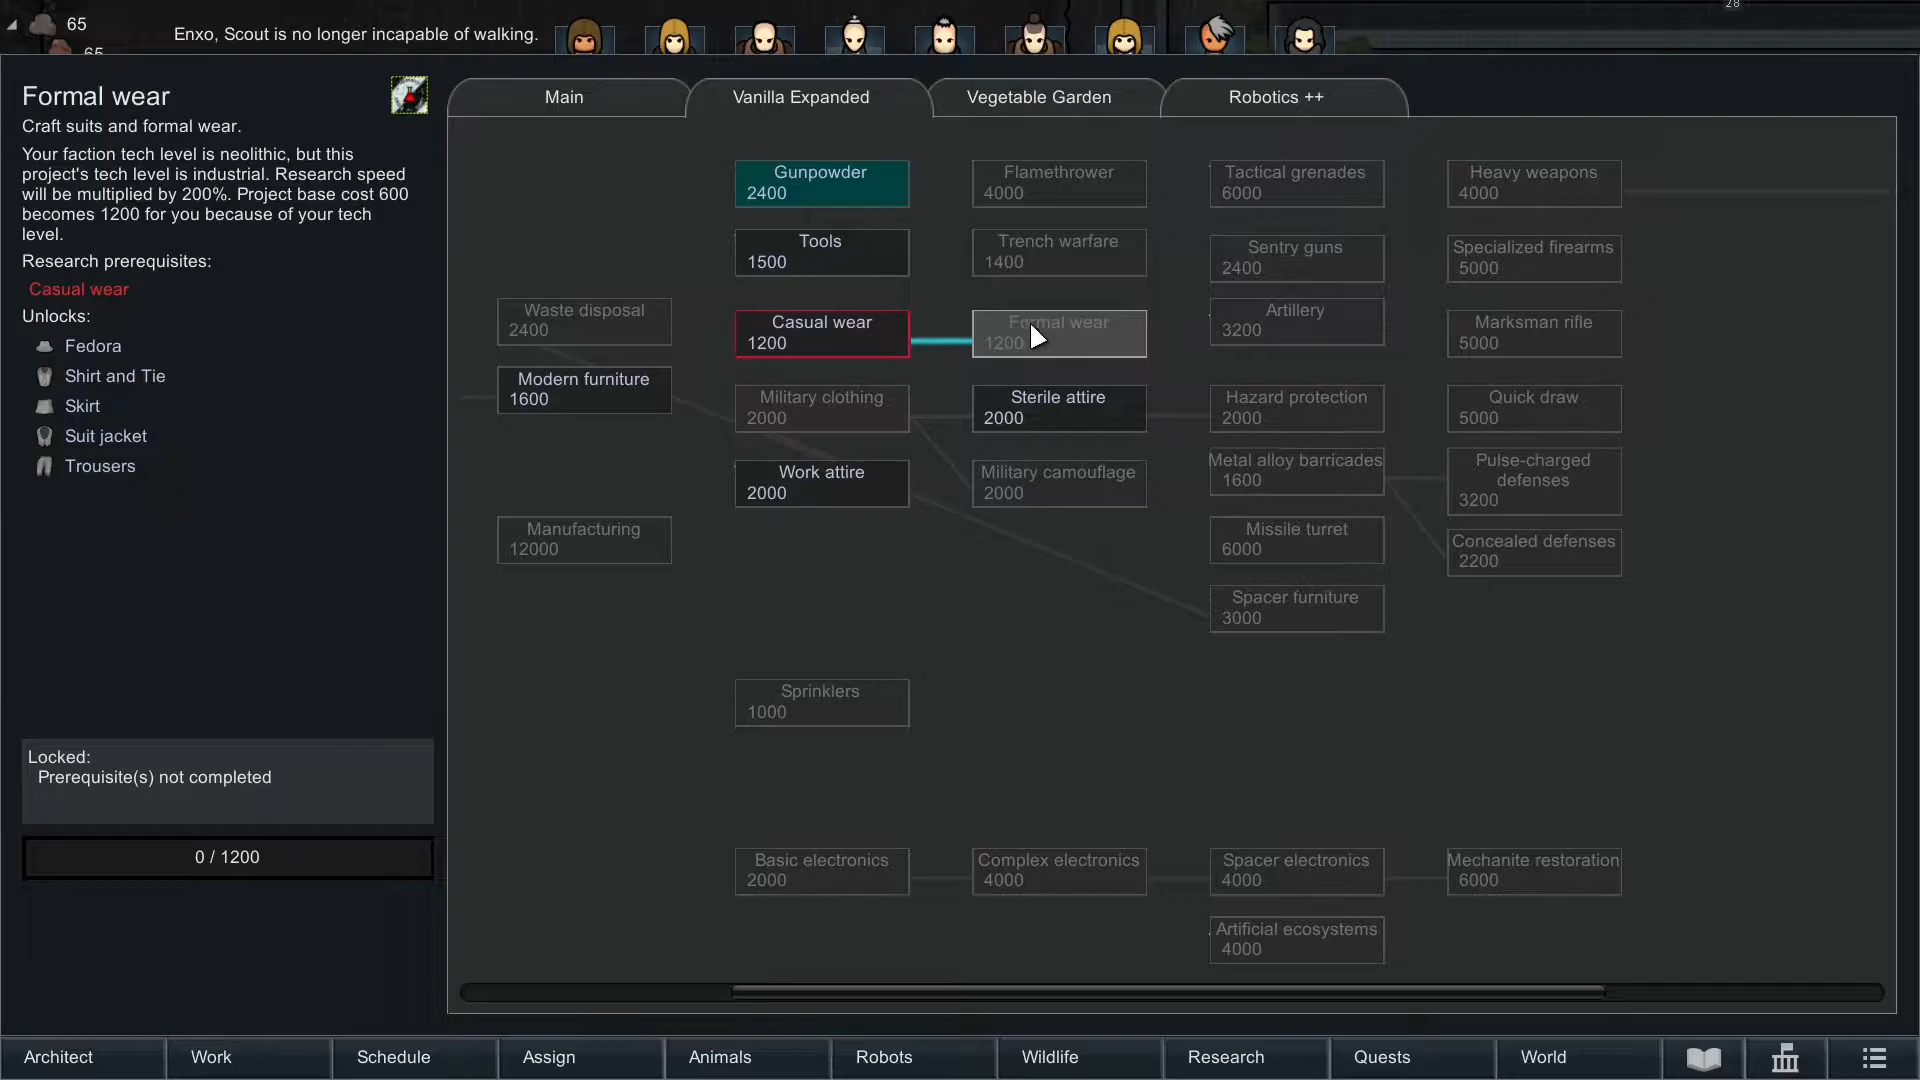 65
65
Enxo, Scout is no longer incapable of walking.
28
Formal wear
Craft suits and formal wear.
Your faction tech level is neolithic, but this
project's tech level is industrial. Research speed
will be multiplied by 200%. Project base cost 600
becomes 1200 for you because of your tech
level.
Research prerequisites:
Casual wear
Unlocks:
Fedora
Shirt and Tie
Skirt
Suit jacket
Trousers
Locked:
Prerequisite(s) not completed
0 / 1200
Main
Vanilla Expanded
Vegetable Garden
Robotics ++
Waste disposal
2400
Modern furniture
1600
Manufacturing
12000
Gunpowder
2400
Tools
1500
Casual wear
1200
Military clothing
2000
Work attire
2000
Sprinklers
1000
Basic electronics
2000
Flamethrower
4000
Trench warfare
1400
Formal wear
1200
Sterile attire
2000
Military camouflage
2000
Complex electronics
4000
Tactical grenades
6000
Sentry guns
2400
Artillery
3200
Hazard protection
2000
Metal alloy barricades
1600
Missile turret
6000
Spacer furniture
3000
Spacer electronics
4000
Artificial ecosystems
4000
Heavy weapons
4000
Specialized firearms
5000
Marksman rifle
5000
Quick draw
5000
Pulse-charged
defenses
3200
Concealed defenses
2200
Mechanite restoration
6000
Architect
Work
Schedule
Assign
Animals
Robots
Wildlife
Research
Quests
World